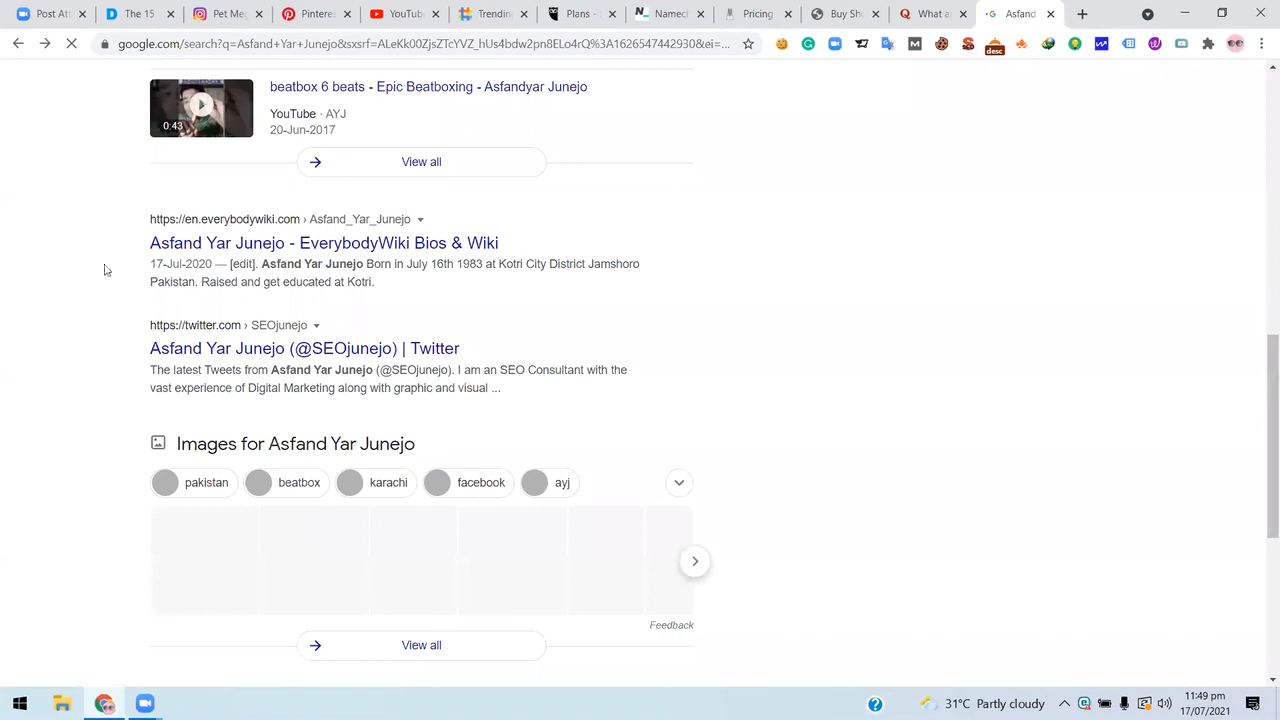 Post At
The 15
Pet Mer
Pinteres
YouTub
Trending
Plans -
Namecl
Pricing
Buy Sh
What a
Asfand
google.com/search?q=Asfand+Yar+Junejo&sxsrf=ALeKk00ZjsZTcYVZ_hUs4bdw2pn8ELo4rQ%3A1626547442930&ei=...
desc
beatbox 6 beats - Epic Beatboxing - Asfandyar Junejo
0:43
YouTube · AYJ
20-Jun-2017
View all
https://en.everybodywiki.com › Asfand_Yar_Junejo
Asfand Yar Junejo - EverybodyWiki Bios & Wiki
17-Jul-2020 — [edit]. Asfand Yar Junejo Born in July 16th 1983 at Kotri City District Jamshoro
Pakistan. Raised and get educated at Kotri.
https://twitter.com › SEOjunejo
Asfand Yar Junejo (@SEOjunejo) | Twitter
The latest Tweets from Asfand Yar Junejo (@SEOjunejo). I am an SEO Consultant with the
vast experience of Digital Marketing along with graphic and visual ...
Images for Asfand Yar Junejo
pakistan
beatbox
karachi
facebook
ayj
Feedback
View all
31°C Partly cloudy
11:49 pm
17/07/2021